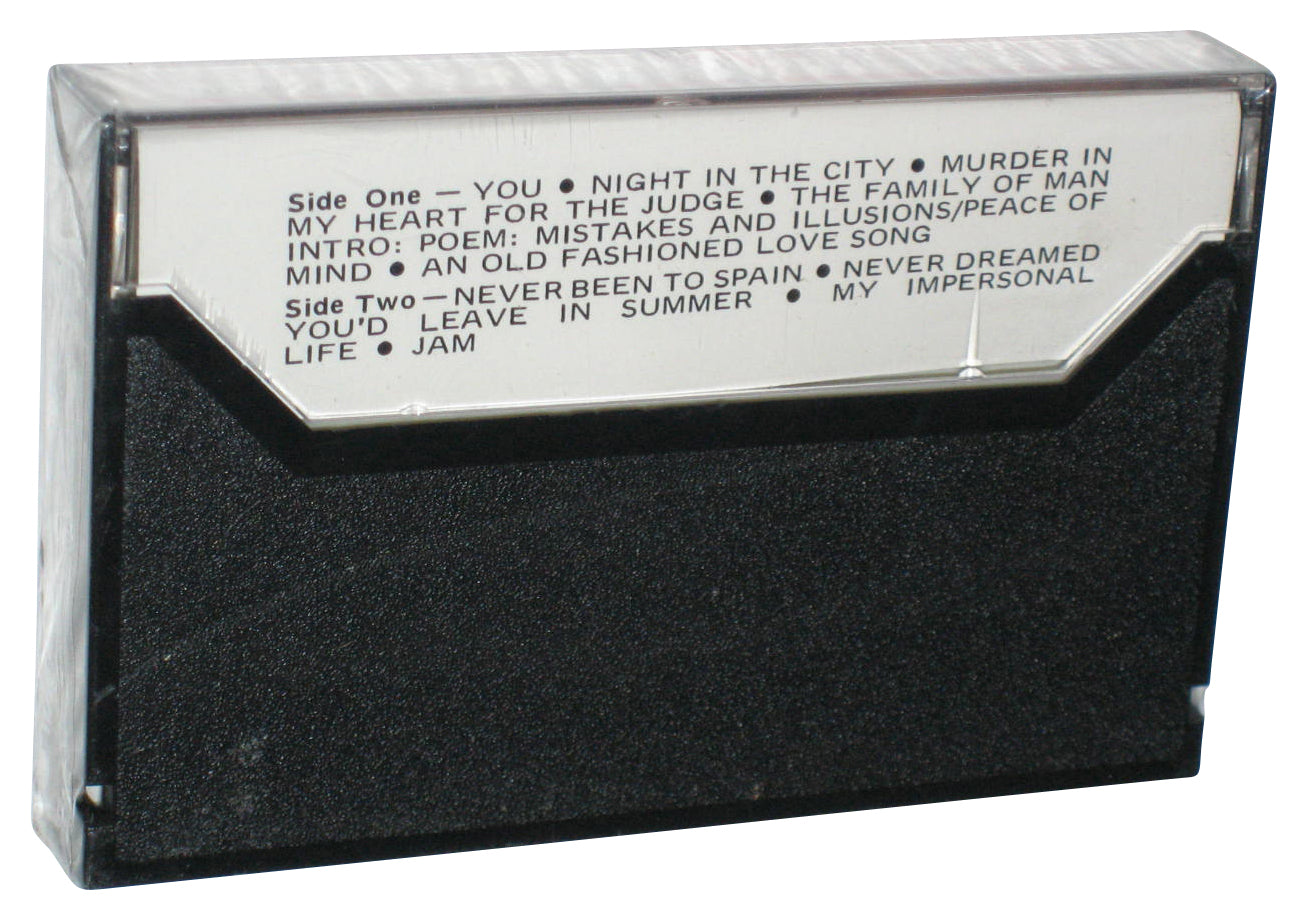 Side One — YOU ● NIGHT IN THE CITY ● MURDER IN
MY HEART FOR THE JUDGE ● THE FAMILY OF MAN
INTRO: POEM: MISTAKES AND ILLUSIONS/PEACE OF
MIND ● AN OLD FASHIONED LOVE SONG
Side Two — NEVER BEEN TO SPAIN ● NEVER DREAMED
YOU'D LEAVE IN SUMMER ● MY IMPERSONAL
LIFE ● JAM